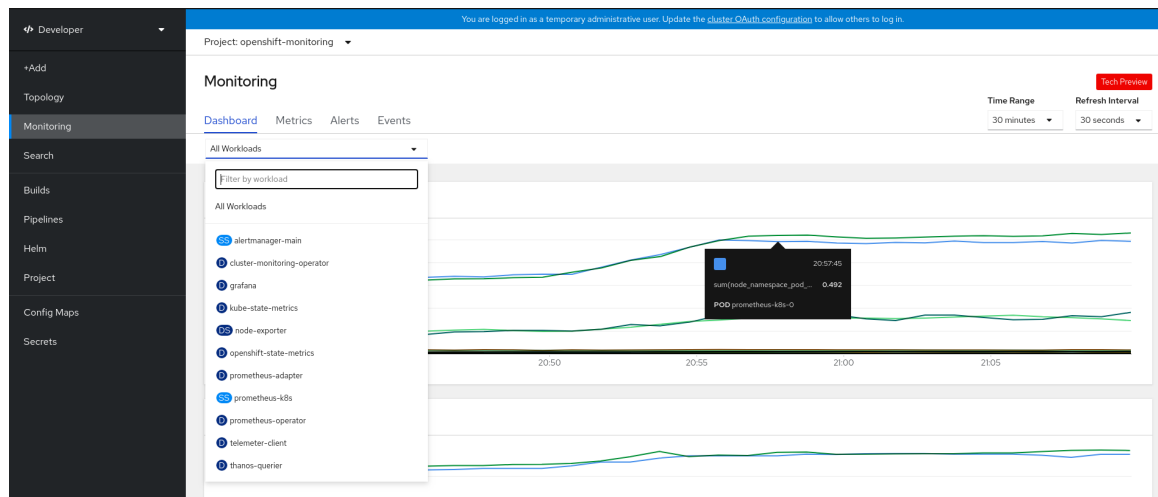 You are logged in as a temporary administrative user. Update the cluster OAuth configuration to allow others to log in.
</> Developer
Project: openshift-monitoring
+Add
Topology
Monitoring
Search
Builds
Pipelines
Helm
Project
Config Maps
Secrets
Monitoring
Tech Preview
Time Range
Refresh Interval
30 minutes
30 seconds
Dashboard
Metrics
Alerts
Events
All Workloads
Filter by workload
All Workloads
SS alertmanager-main
D cluster-monitoring-operator
D grafana
D kube-state-metrics
DS node-exporter
D openshift-state-metrics
D prometheus-adapter
SS prometheus-k8s
D prometheus-operator
D telemeter-client
D thanos-querier
20:57:45
sum(node_namespace_pod_... 0.492
POD prometheus-k8s-0
20:50
20:55
21:00
21:05